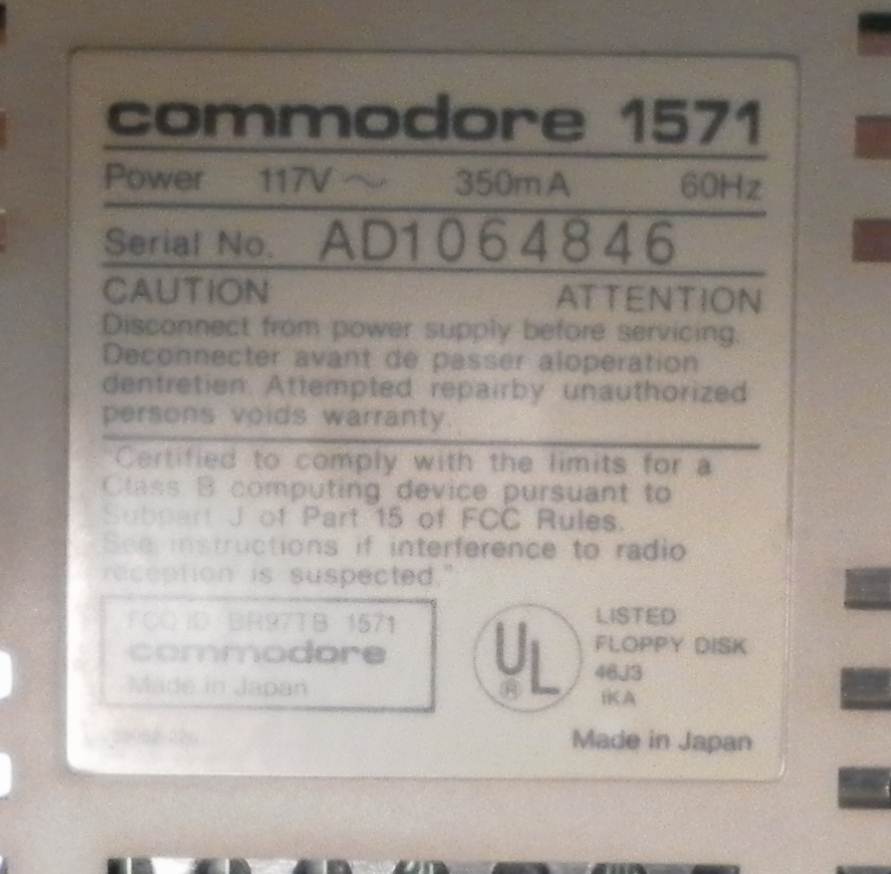 commodore 1571
Power 117V ~ 350mA 60Hz
Serial No. AD1064846
CAUTION ATTENTION
Disconnect from power supply before servicing.
Deconnecter avant de passer aloperation
dentretien. Attempted repairby unauthorized
persons voids warranty.
"Certified to comply with the limits for a
Class B computing device pursuant to
Subpart J of Part 15 of FCC Rules.
See instructions if interference to radio
reception is suspected."
FCC ID BR97TB 1571
commodore
Made in Japan
UL ®
LISTED
FLOPPY DISK
46J3
1KA
Made in Japan